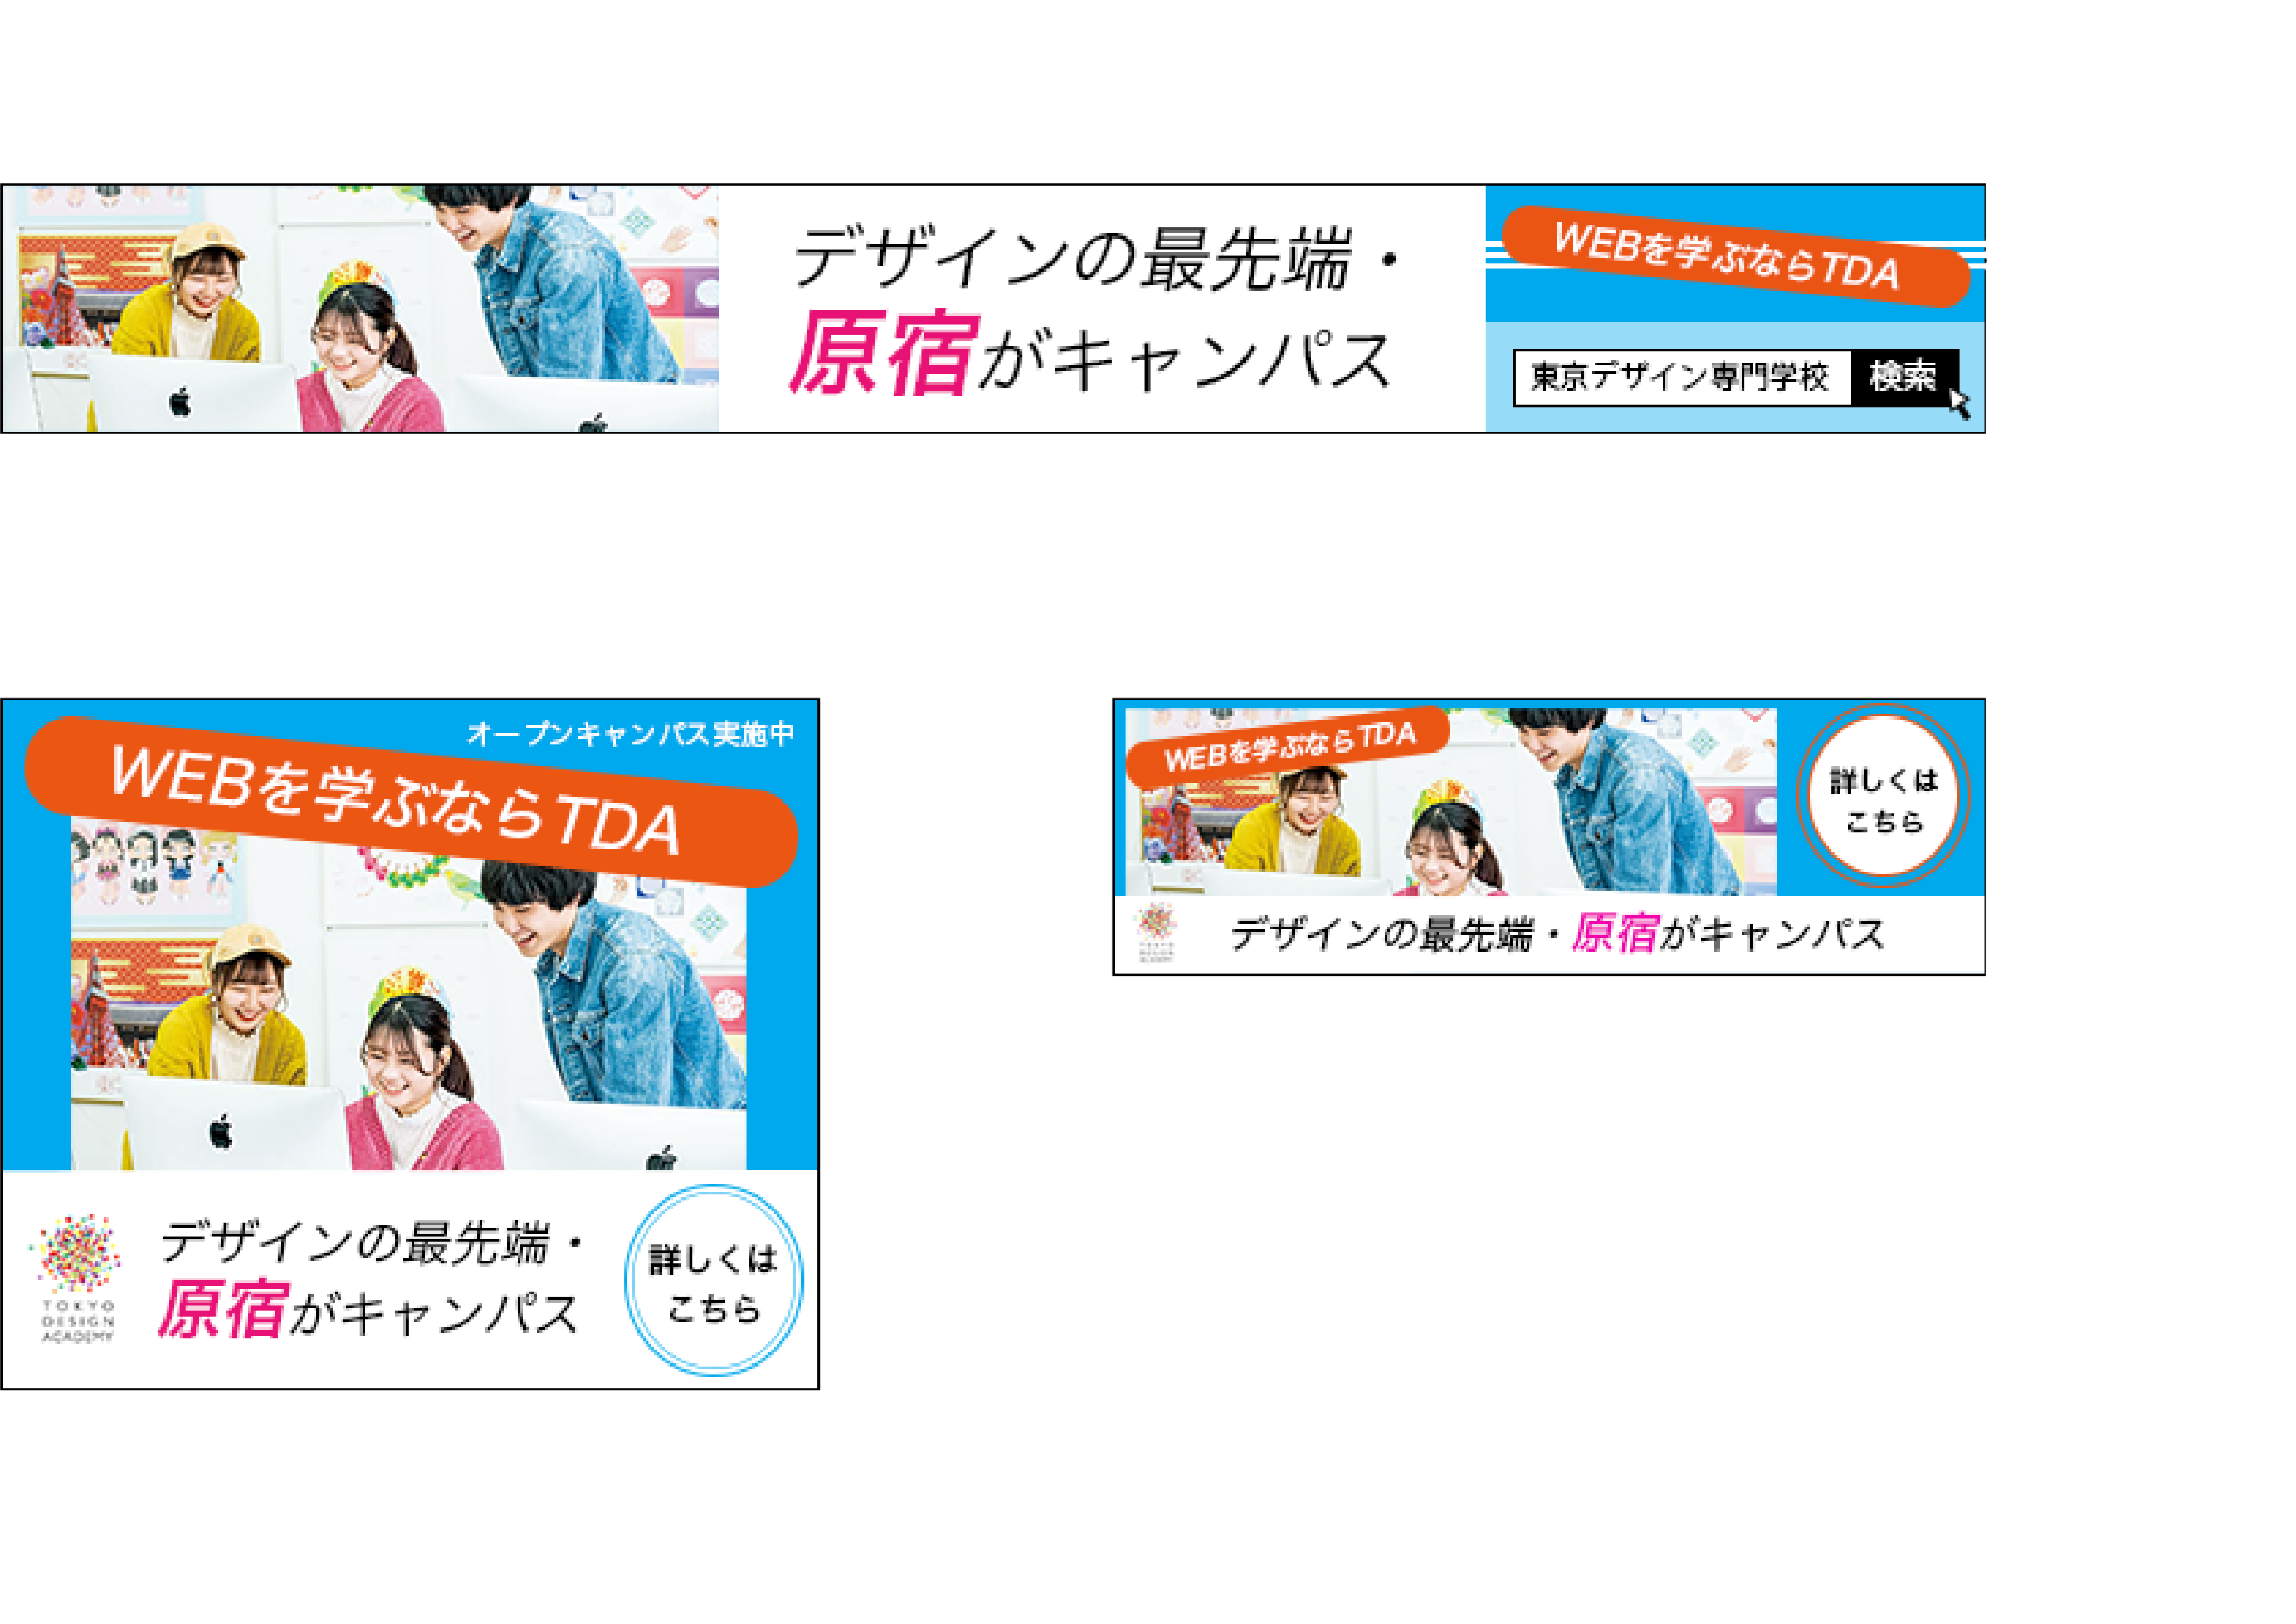 デザインの最先端・
原宿がキャンパス
WEBを学ぶならTDA
東京デザイン専門学校 検索
オープンキャンパス実施中
WEBを学ぶならTDA
TOKYO
DESIGN
ACADEMY
デザインの最先端・
原宿がキャンパス
詳しくは
こちら
WEBを学ぶならTDA
詳しくは
こちら
TOKYO
DESIGN
ACADEMY
デザインの最先端・原宿がキャンパス